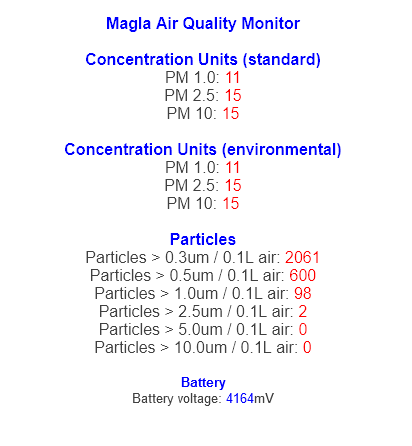 Magla Air Quality Monitor
Concentration Units (standard)
PM 1.0: 11
PM 2.5: 15
PM 10: 15
Concentration Units (environmental)
PM 1.0: 11
PM 2.5: 15
PM 10: 15
Particles
Particles > 0.3um / 0.1L air: 2061
Particles > 0.5um / 0.1L air: 600
Particles > 1.0um / 0.1L air: 98
Particles > 2.5um / 0.1L air: 2
Particles > 5.0um / 0.1L air: 0
Particles > 10.0um / 0.1L air: 0
Battery
Battery voltage: 4164mV